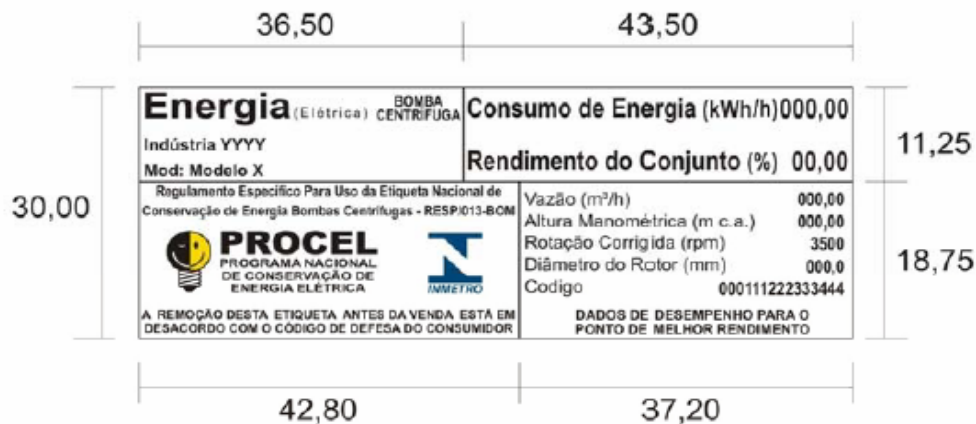 36,50 43,50
Energia (Elétrica) BOMBA CENTRÍFUGA
Indústria YYYY
Mod: Modelo X
Consumo de Energia (kWh/h) 000,00
Rendimento do Conjunto (%) 00,00
11,25
30,00
Regulamento Específico Para Uso da Etiqueta Nacional de
Conservação de Energia Bombas Centrífugas - RESP/013-BOM
PROCEL
PROGRAMA NACIONAL
DE CONSERVAÇÃO DE
ENERGIA ELÉTRICA
INMETRO
A REMOÇÃO DESTA ETIQUETA ANTES DA VENDA ESTÁ EM
DESACORDO COM O CÓDIGO DE DEFESA DO CONSUMIDOR
Vazão (m³/h) 000,00
Altura Manométrica (m c.a.) 000,00
Rotação Corrigida (rpm) 3500
Diâmetro do Rotor (mm) 000,0
Codigo 000111222333444
DADOS DE DESEMPENHO PARA O
PONTO DE MELHOR RENDIMENTO
18,75
42,80 37,20